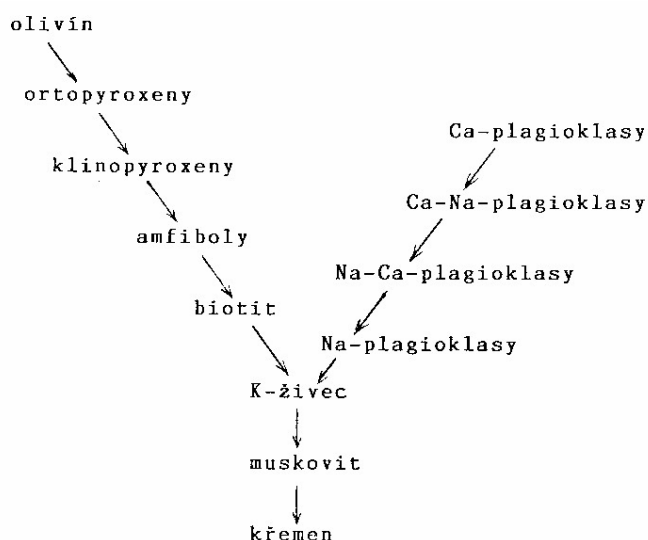 olivín
ortopyroxeny
Ca-plagioklasy
klinopyroxeny
Ca-Na-plagioklasy
amfiboly
Na-Ca-plagioklasy
biotit
Na-plagioklasy
K-živec
muskovit
křemen